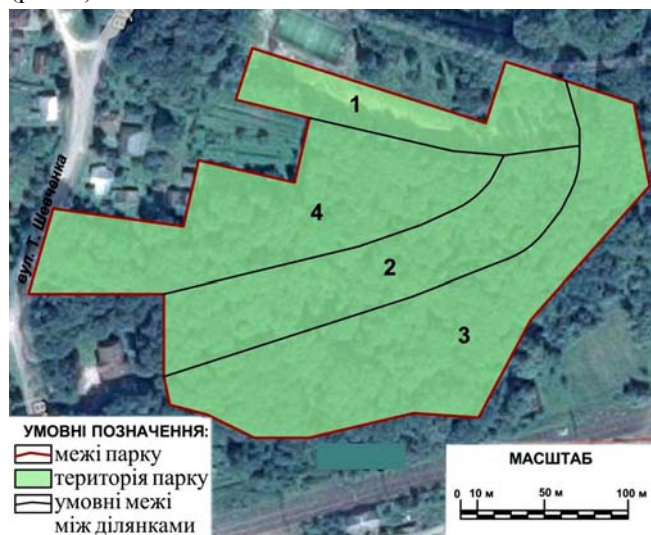 1
4
2
3
вул. Т. Шевченка
УМОВНІ ПОЗНАЧЕННЯ:
межі парку
територія парку
умовні межі
між ділянками
МАСШТАБ
0 10 м 50 м 100 м